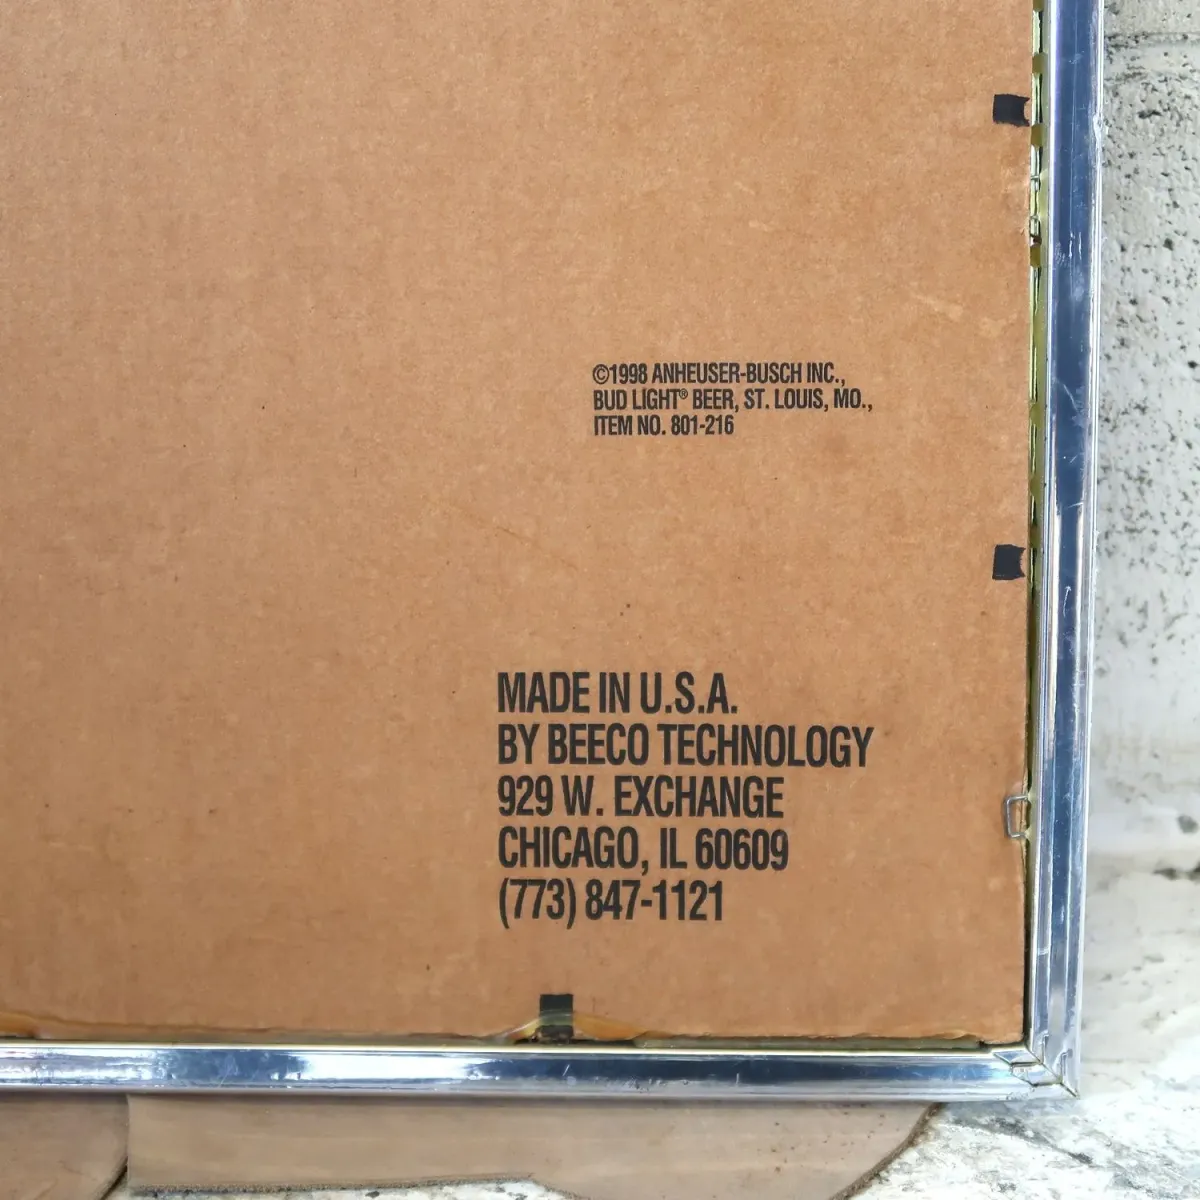 ©1998 ANHEUSER-BUSCH INC.,
BUD LIGHT® BEER, ST. LOUIS, MO.,
ITEM NO. 801-216
MADE IN U.S.A.
BY BEECO TECHNOLOGY
929 W. EXCHANGE
CHICAGO, IL 60609
(773) 847-1121